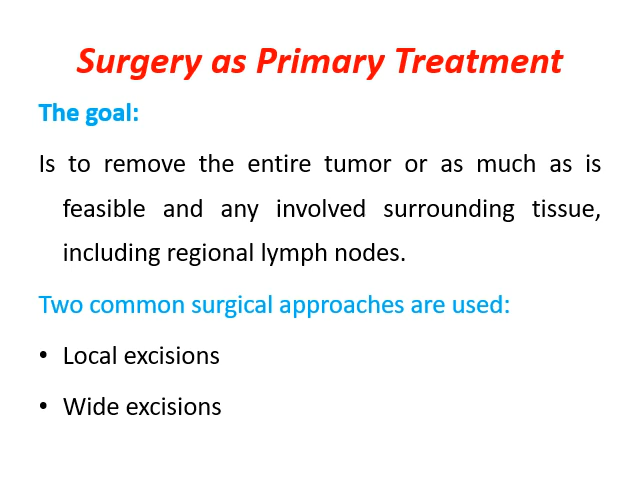 Surgery as Primary Treatment
The goal:
Is to remove the entire tumor or as much as is
feasible and any involved surrounding tissue,
including regional lymph nodes.
Two common surgical approaches are used:
• Local excisions
• Wide excisions